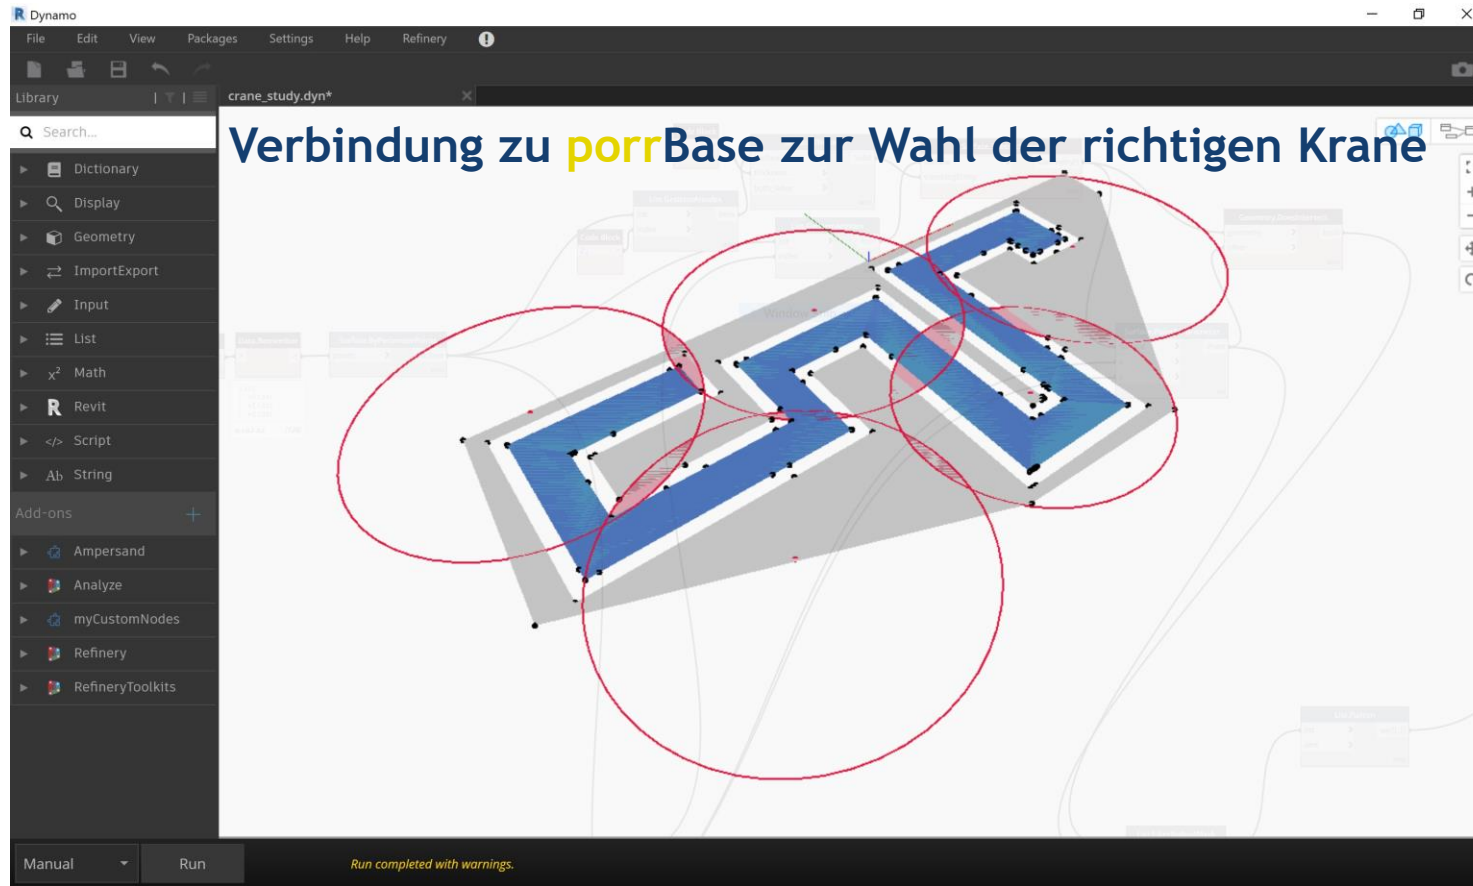 Dynamo
File Edit View Packages Settings Help Refinery
Library
crane_study.dyn*
Search...
Verbindung zu porrBase zur Wahl der richtigen Krane
Dictionary
Display
Geometry
ImportExport
Input
List
Math
Revit
Script
String
Add-ons
Ampersand
Analyze
myCustomNodes
Refinery
RefineryToolkits
Manual
Run
Run completed with warnings.